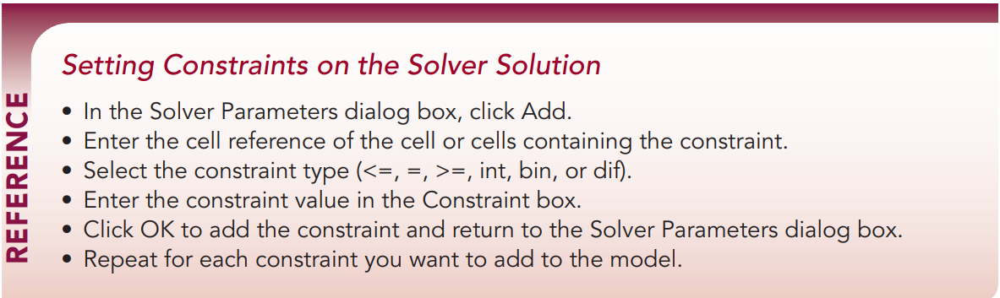 REFERENCE
Setting Constraints on the Solver Solution
• In the Solver Parameters dialog box, click Add.
• Enter the cell reference of the cell or cells containing the constraint.
• Select the constraint type (<=, =, >=, int, bin, or dif).
• Enter the constraint value in the Constraint box.
• Click OK to add the constraint and return to the Solver Parameters dialog box.
• Repeat for each constraint you want to add to the model.